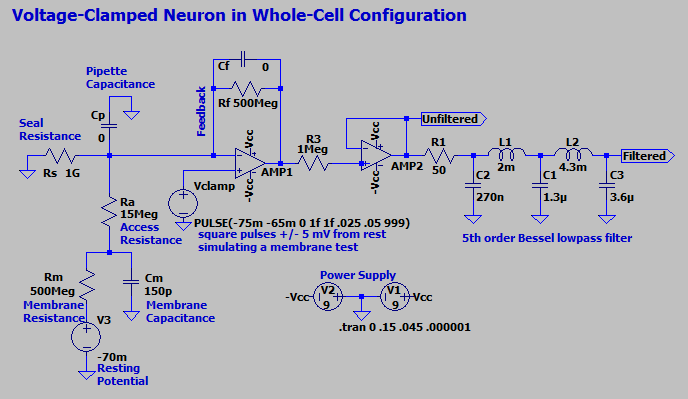 Voltage-Clamped Neuron in Whole-Cell Configuration
Cf
0
Rf 500Meg
Feedback
Pipette
Capacitance
Cp
0
Seal
Resistance
Rs 1G
Vcc
-Vcc
AMP1
R3
1Meg
Vcc
-Vcc
AMP2
Unfiltered
R1
50
L1
2m
L2
4.3m
Filtered
C2
270n
C1
1.3µ
C3
3.6µ
5th order Bessel lowpass filter
Vclamp
PULSE(-75m -65m 0 1f 1f .025 .05 999)
square pulses +/- 5 mV from rest
simulating a membrane test
Ra
15Meg
Access
Resistance
Rm
500Meg
Membrane
Resistance
Cm
150p
Membrane
Capacitance
V3
-70m
Resting
Potential
Power Supply
-Vcc
V2
9
V1
9
Vcc
.tran 0 .15 .045 .000001